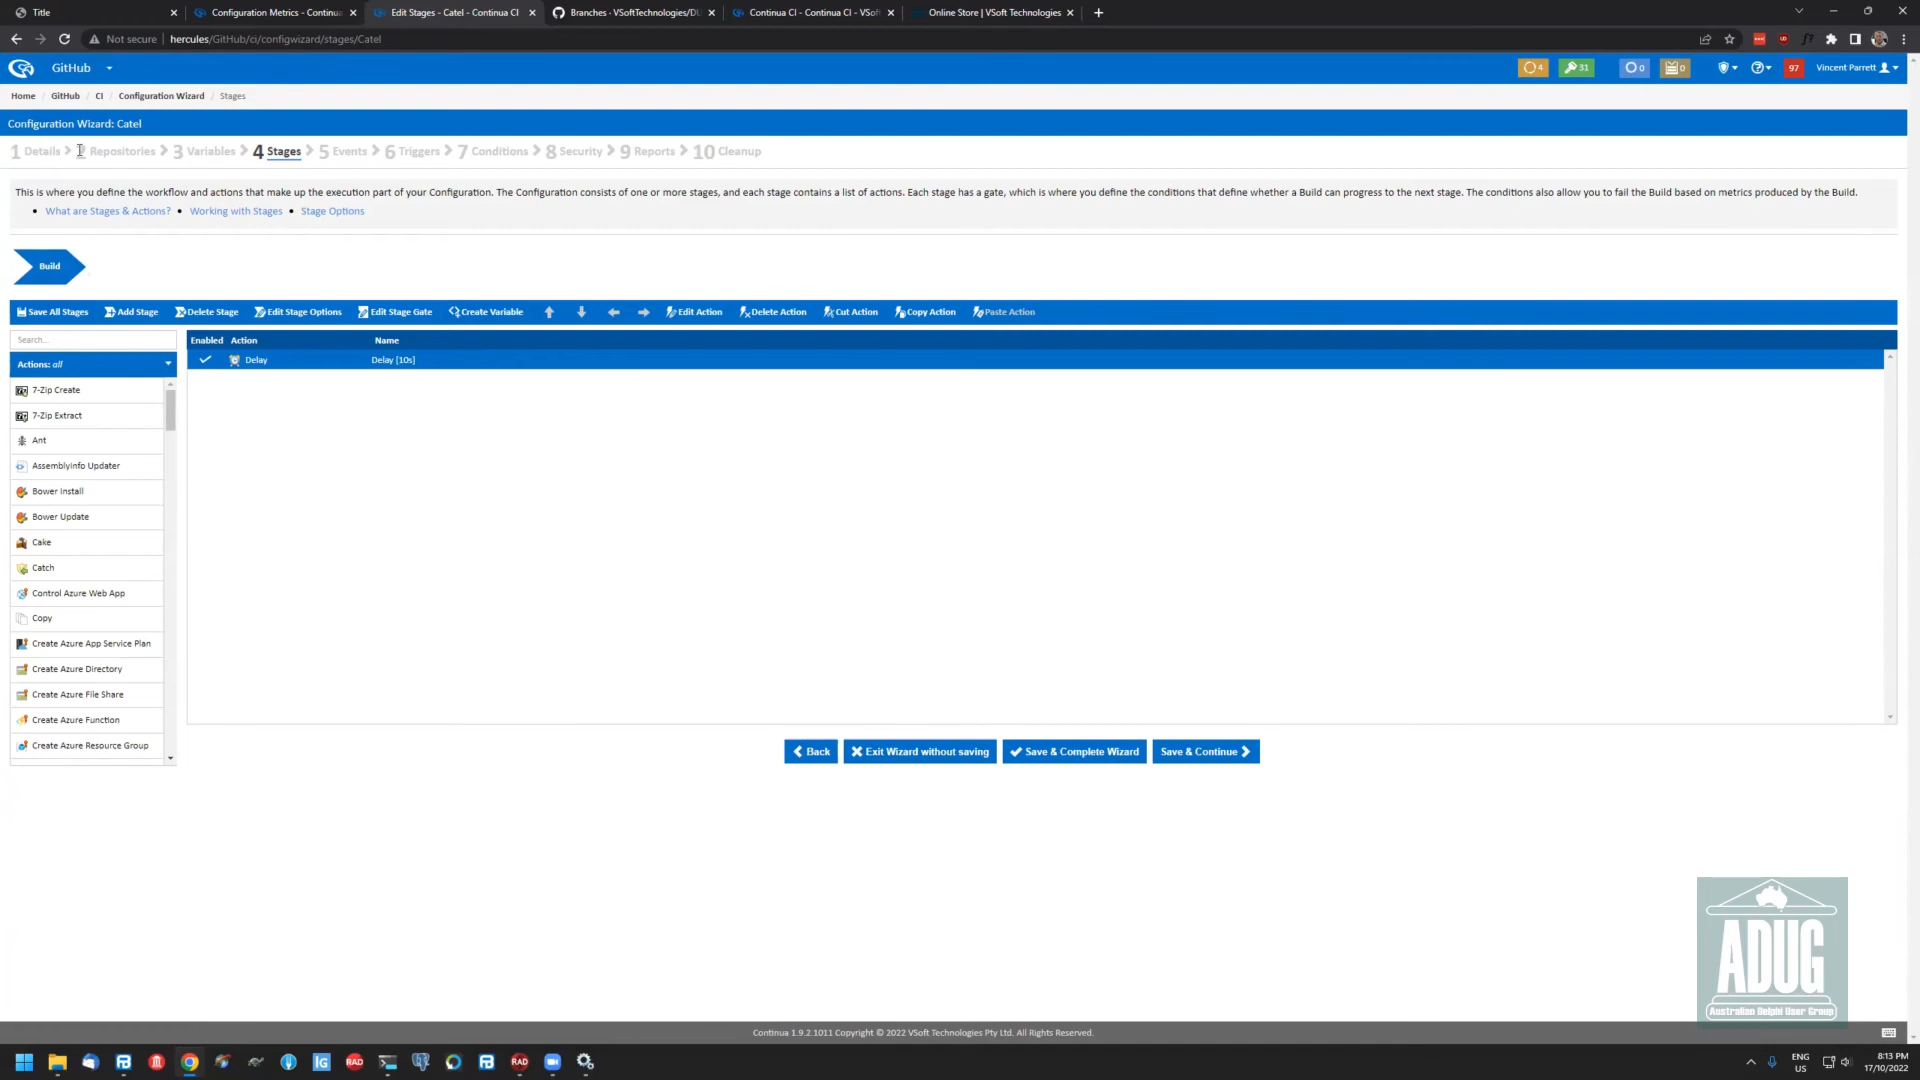 Title
Configuration Metrics - Continua
Edit Stages - Catel - Continua CI
Branches · VSoftTechnologies/DU
Continua CI - Continua CI - VSof
Online Store | VSoft Technologies
Not secure
hercules/GitHub/ci/configwizard/stages/Catel
GitHub
4
31
0
0
97
Vincent Parrett
Home / GitHub / CI / Configuration Wizard / Stages
Configuration Wizard: Catel
1 Details > Repositories > 3 Variables > 4 Stages > 5 Events > 6 Triggers > 7 Conditions > 8 Security > 9 Reports > 10 Cleanup
This is where you define the workflow and actions that make up the execution part of your Configuration. The Configuration consists of one or more stages, and each stage contains a list of actions. Each stage has a gate, which is where you define the conditions that define whether a Build can progress to the next stage. The conditions also allow you to fail the Build based on metrics produced by the Build.
• What are Stages & Actions? • Working with Stages • Stage Options
Build
Save All Stages Add Stage Delete Stage Edit Stage Options Edit Stage Gate Create Variable Edit Action Delete Action Cut Action Copy Action Paste Action
Search...
Enabled Action Name
Actions: all
Delay Delay [10s]
7-Zip Create
7-Zip Extract
Ant
AssemblyInfo Updater
Bower Install
Bower Update
Cake
Catch
Control Azure Web App
Copy
Create Azure App Service Plan
Create Azure Directory
Create Azure File Share
Create Azure Function
Create Azure Resource Group
Back
Exit Wizard without saving
Save & Complete Wizard
Save & Continue
ADUG
Australian Delphi User Group
Continua 1.9.2.1011 Copyright © 2022 VSoft Technologies Pty Ltd. All Rights Reserved.
IG
RAD
RAD
ENG
US
8:13 PM
17/10/2022